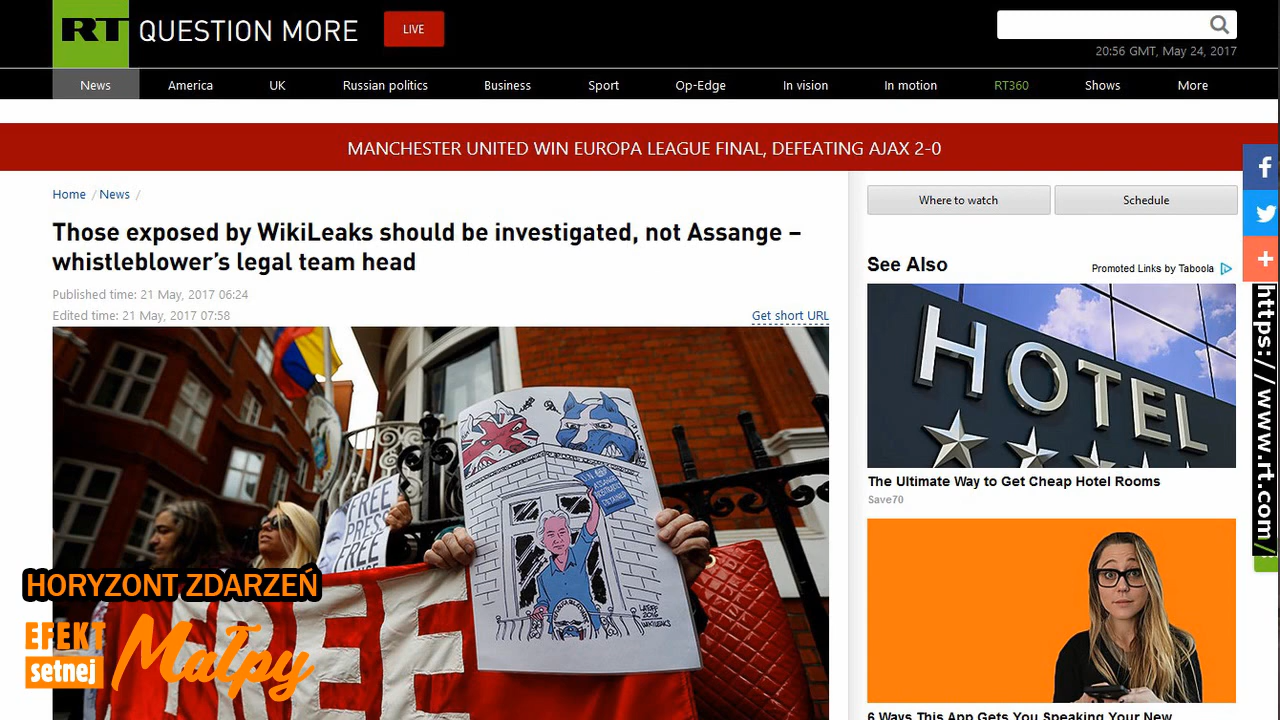 RT QUESTION MORE
LIVE
20:56 GMT, May 24, 2017
News America UK Russian politics Business Sport Op-Edge In vision In motion RT360 Shows More
MANCHESTER UNITED WIN EUROPA LEAGUE FINAL, DEFEATING AJAX 2-0
Home / News /
Those exposed by WikiLeaks should be investigated, not Assange –
whistleblower's legal team head
Published time: 21 May, 2017 06:24
Edited time: 21 May, 2017 07:58
Get short URL
FREE
PRESS
FREE
FREE
Where to watch
Schedule
See Also
Promoted Links by Taboola
HOTEL
The Ultimate Way to Get Cheap Hotel Rooms
Save70
6 Ways This App Gets You Speaking Your New
https://www.rt.com/
HORYZONT ZDARZEŃ
EFEKT
setnej
Małpy